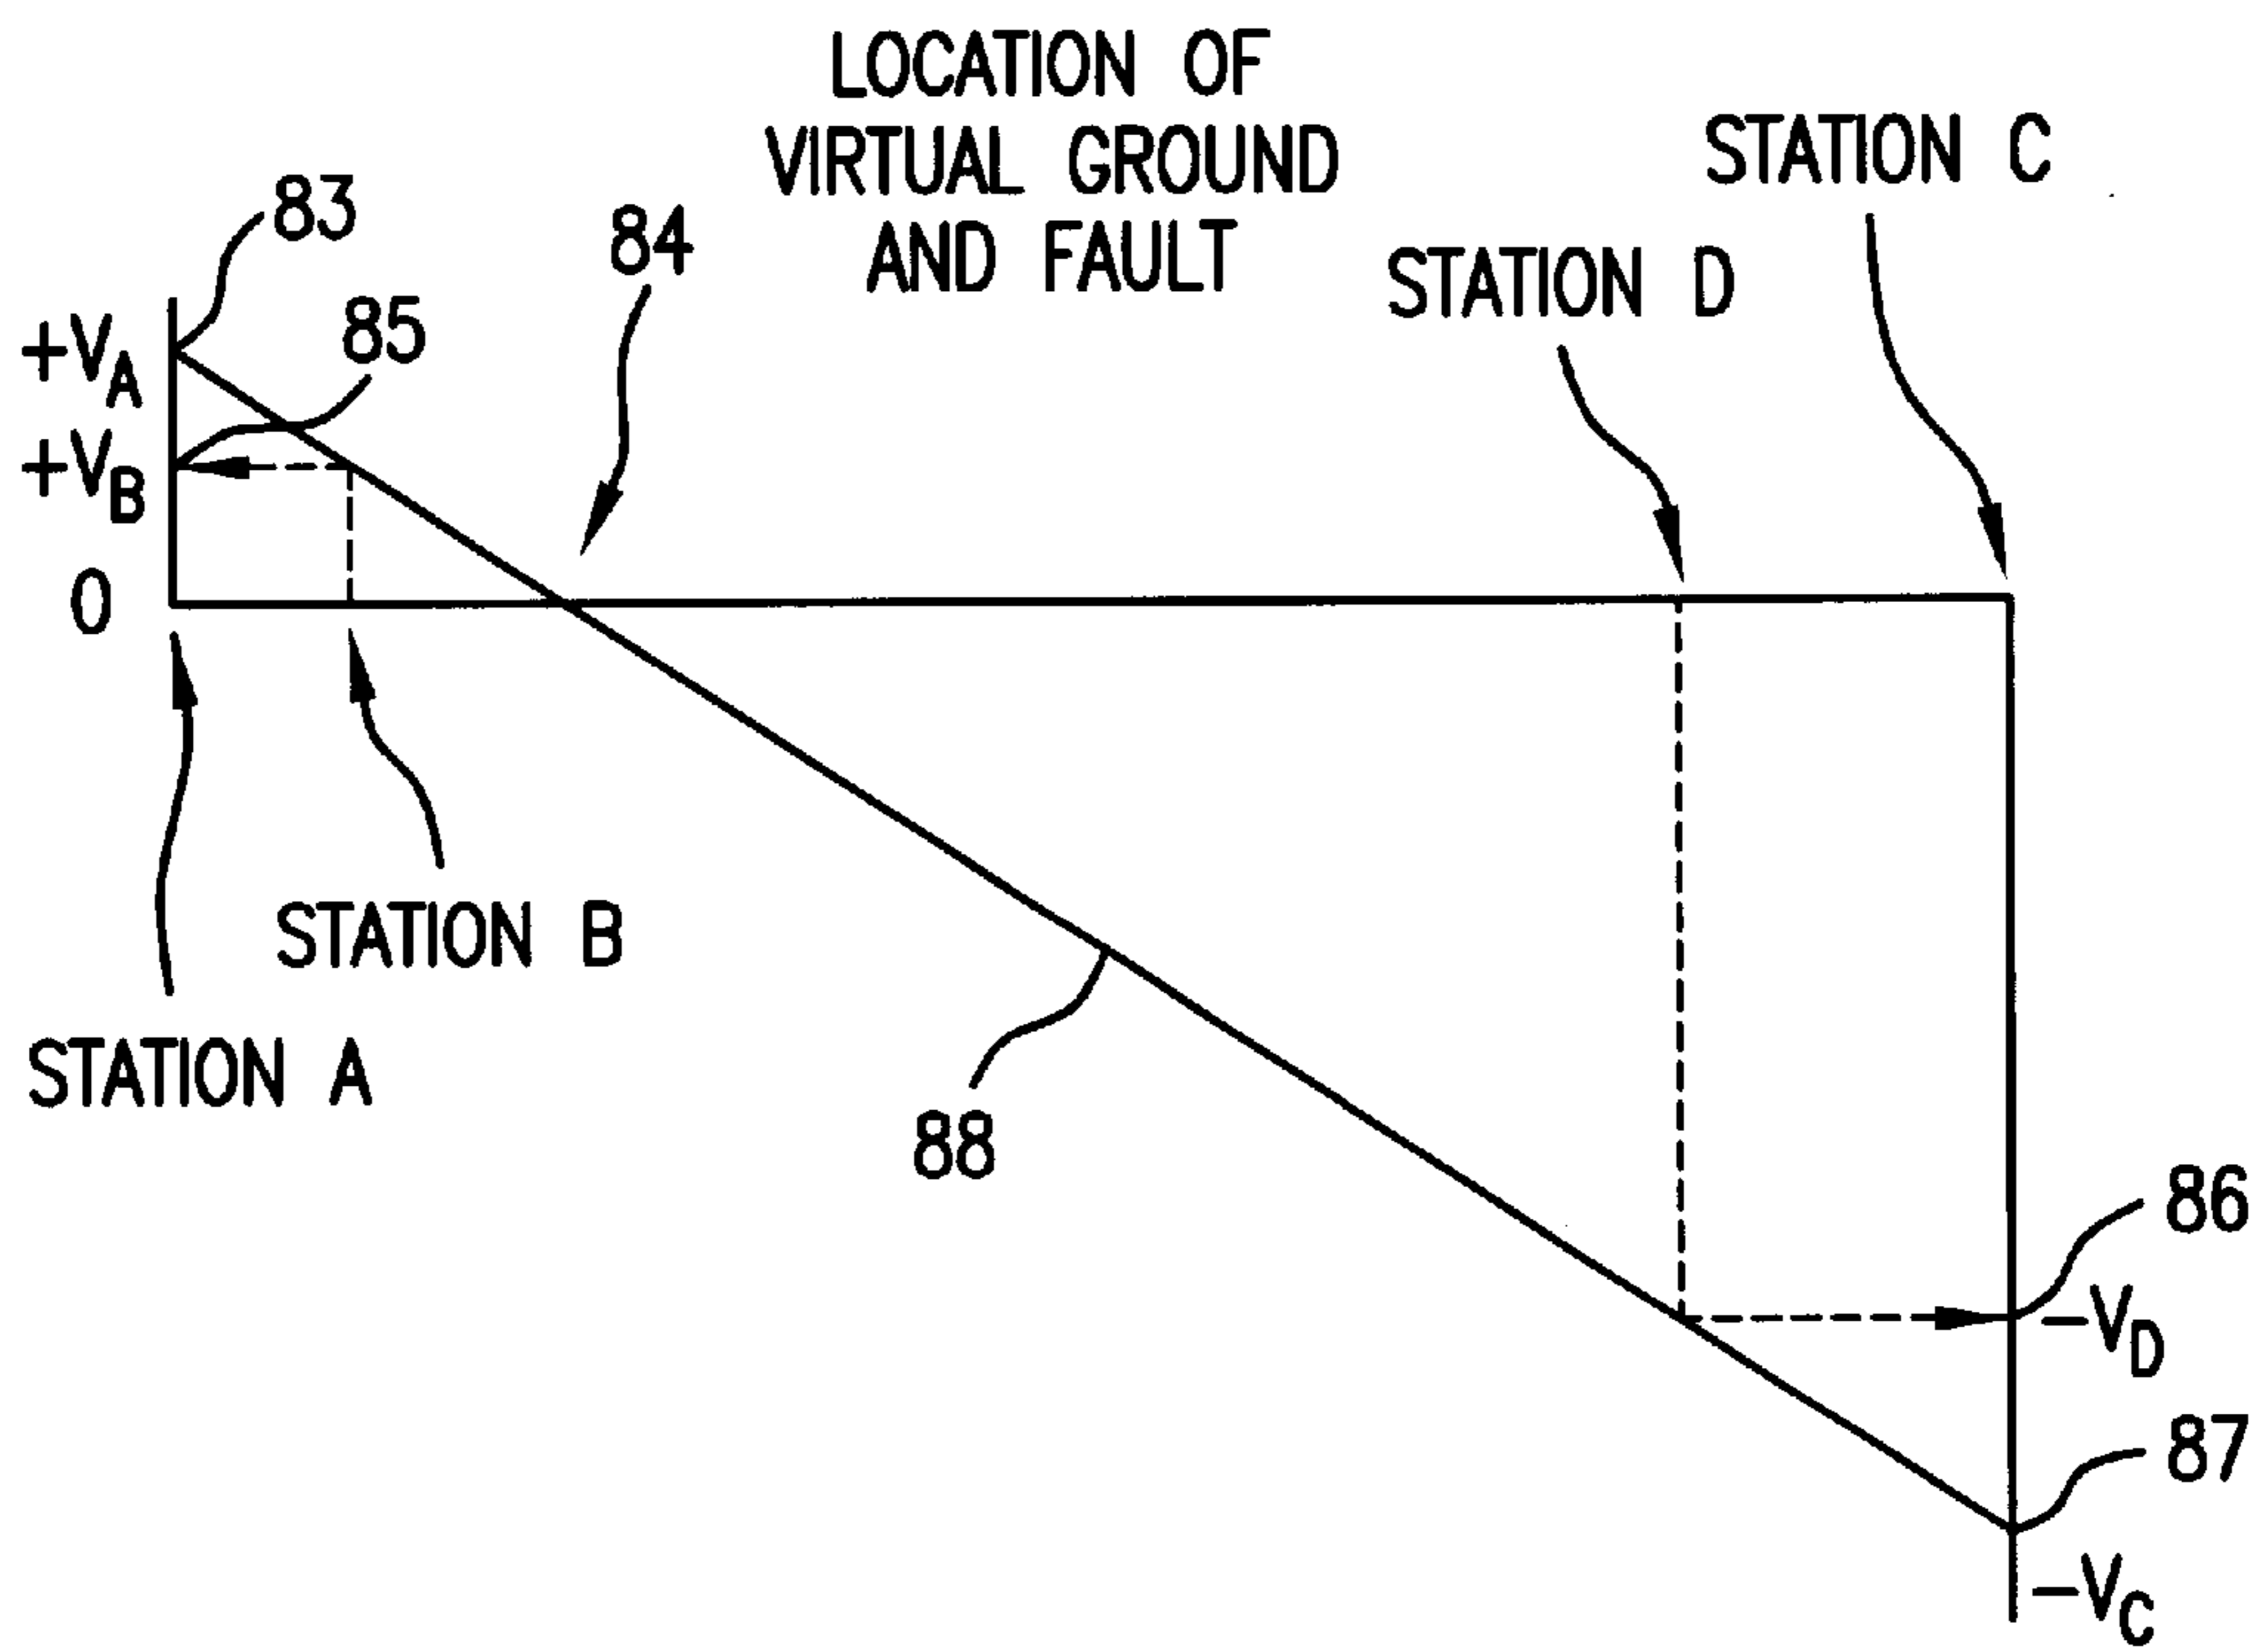 LOCATION OF
VIRTUAL GROUND
AND FAULT
STATION C
83
84
STATION D
85
+VA
+VB
0
STATION B
STATION A
88
86
-VD
87
-VC